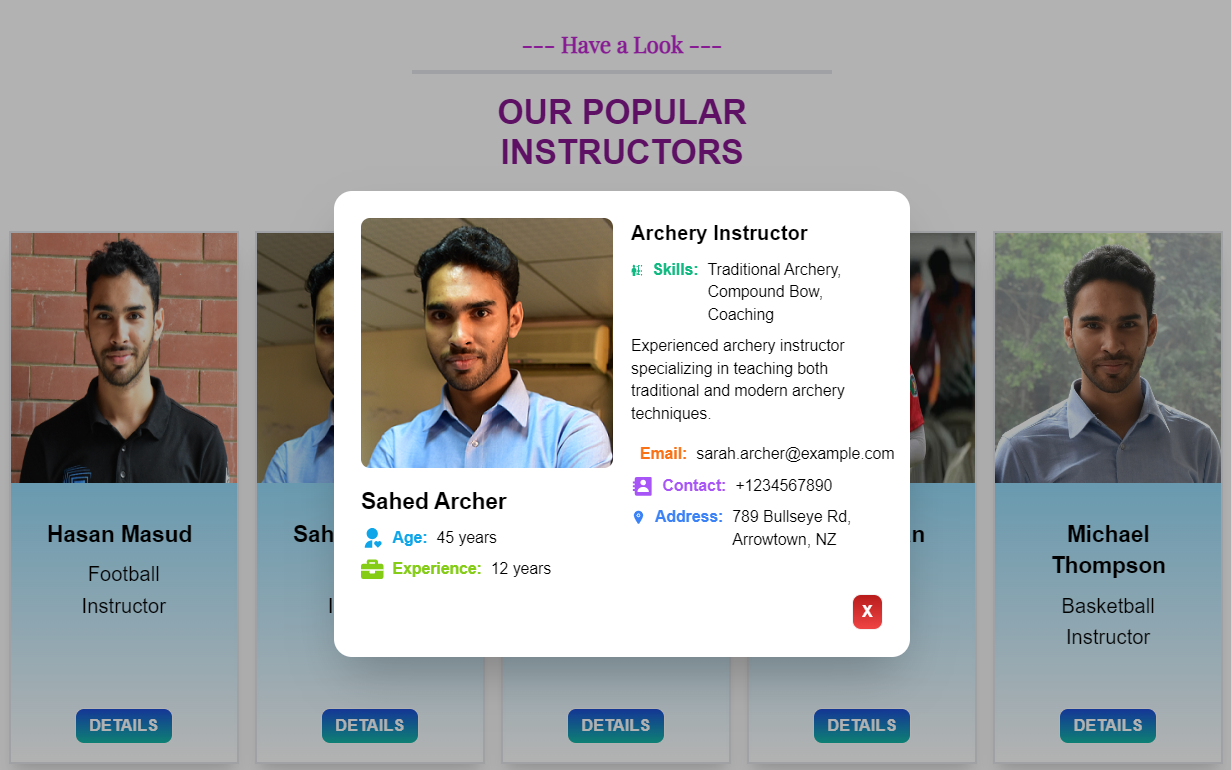 --- Have a Look ---
OUR POPULAR
INSTRUCTORS
Archery Instructor
Skills: Traditional Archery,
Compound Bow,
Coaching
Experienced archery instructor
specializing in teaching both
traditional and modern archery
techniques.
Email: sarah.archer@example.com
Contact: +1234567890
Address: 789 Bullseye Rd,
Arrowtown, NZ
Sahed Archer
Age: 45 years
Experience: 12 years
X
Hasan Masud
Football
Instructor
DETAILS
Sah
I
DETAILS
DETAILS
n
DETAILS
Michael
Thompson
Basketball
Instructor
DETAILS